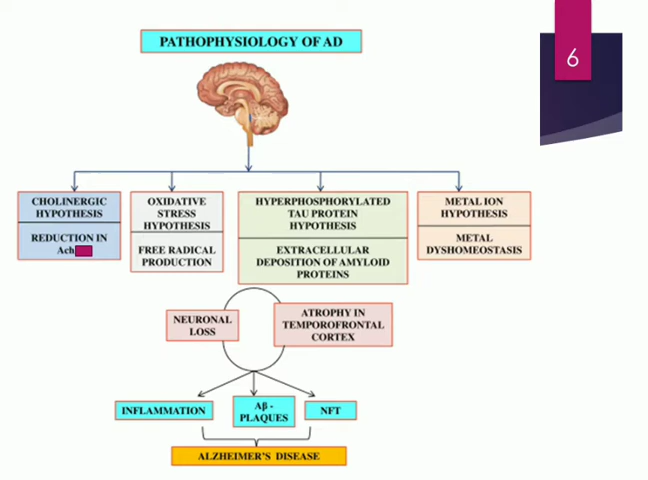 PATHOPHYSIOLOGY OF AD
6
CHOLINERGIC
HYPOTHESIS
REDUCTION IN
Ach
OXIDATIVE
STRESS
HYPOTHESIS
FREE RADICAL
PRODUCTION
HYPERPHOSPHORYLATED
TAU PROTEIN
HYPOTHESIS
EXTRACELLULAR
DEPOSITION OF AMYLOID
PROTEINS
METAL ION
HYPOTHESIS
METAL
DYSHOMEOSTASIS
NEURONAL
LOSS
ATROPHY IN
TEMPOROFRONTAL
CORTEX
INFLAMMATION
Aβ -
PLAQUES
NFT
ALZHEIMER'S DISEASE